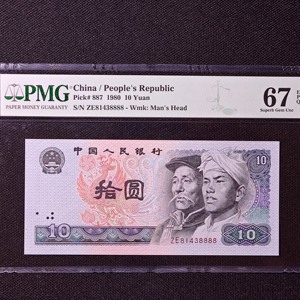 PMG
PAPER MONEY GUARANTY
China / People's Republic
Pick# 887 1980 10 Yuan
S/N ZE81438888 - Wmk: Man's Head
67
Superb Gem Unc
中国人民银行
10
拾圆
10
10
ZE81438888